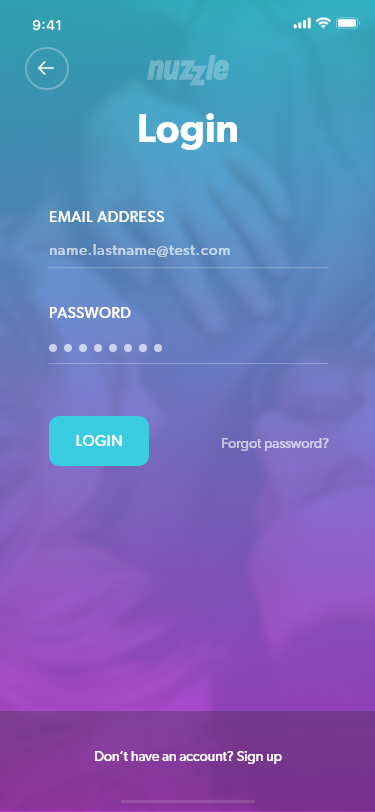 9:41
nuzzle
Login
EMAIL ADDRESS
name.lastname@test.com
PASSWORD
LOGIN
Forgot password?
Don't have an account? Sign up